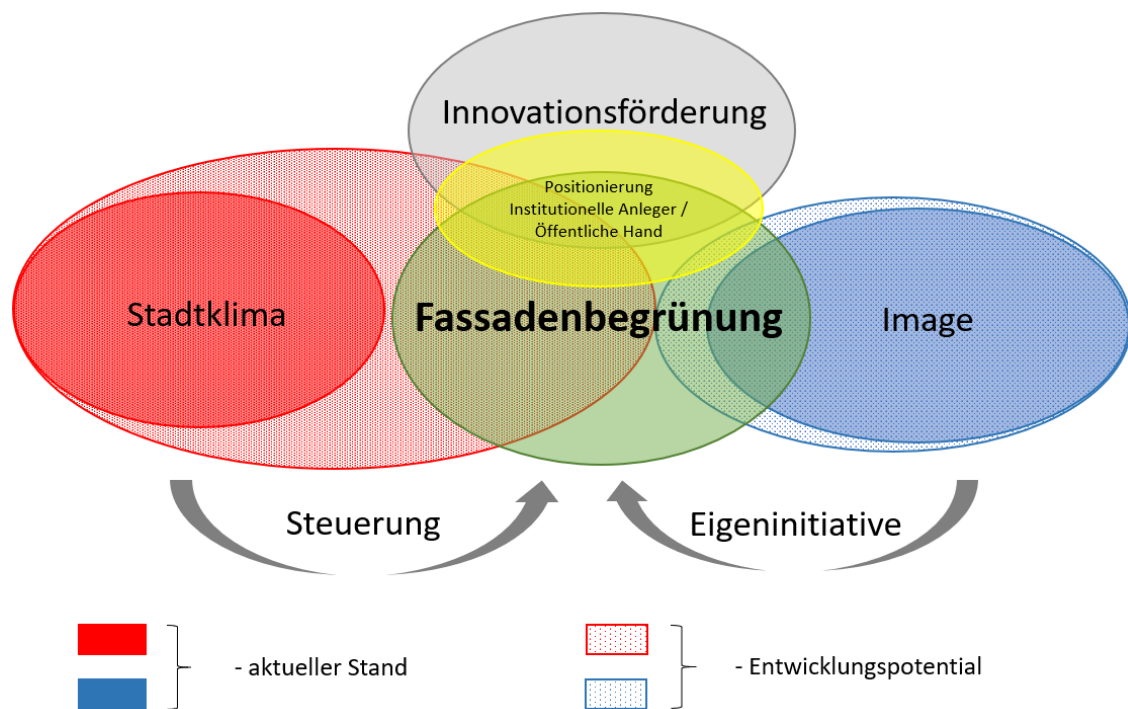 Innovationsförderung
Positionierung
Institutionelle Anleger /
Öffentliche Hand
Stadtklima
Fassadenbegrünung
Image
Steuerung
Eigeninitiative
- aktueller Stand
- Entwicklungspotential